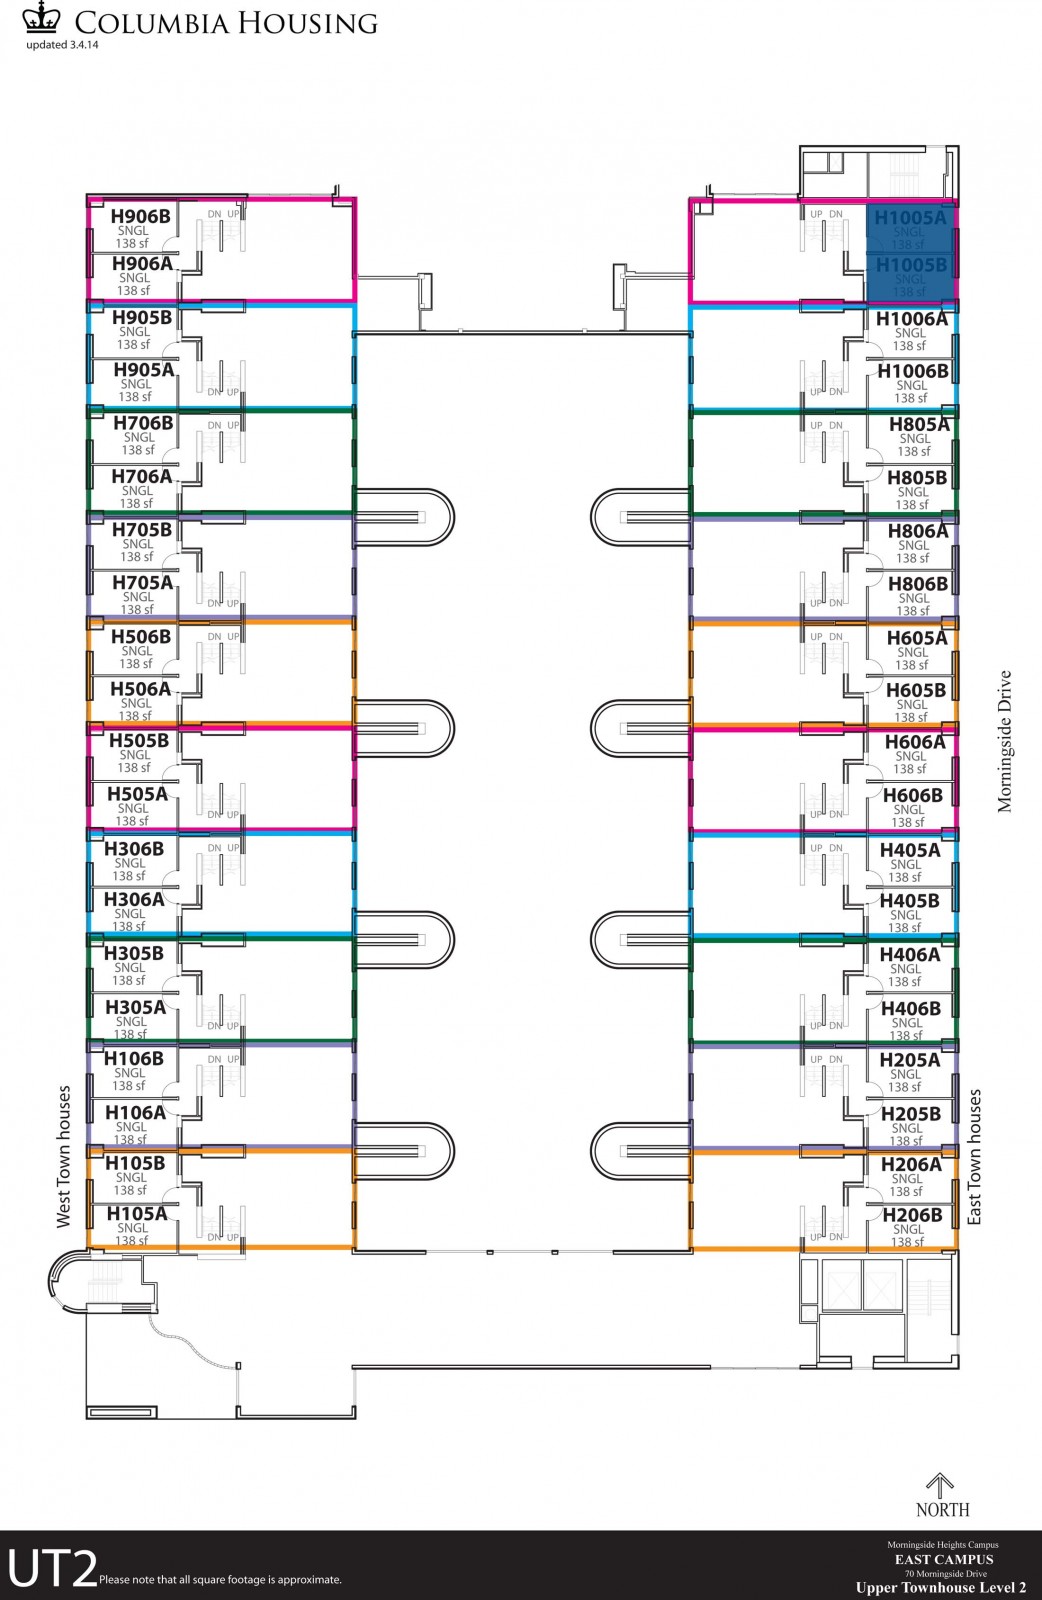 COLUMBIA HOUSING
updated 3.4.14
H906B
SNGL
138 sf
DN UP
H906A
SNGL
138 sf
H905B
SNGL
138 sf
H905A
SNGL
138 sf
DN UP
H706B
SNGL
138 sf
DN UP
H706A
SNGL
138 sf
H705B
SNGL
138 sf
H705A
SNGL
138 sf
DN UP
H506B
SNGL
138 sf
DN UP
H506A
SNGL
138 sf
H505B
SNGL
138 sf
H505A
SNGL
138 sf
DN UP
H306B
SNGL
138 sf
DN UP
H306A
SNGL
138 sf
H305B
SNGL
138 sf
H305A
SNGL
138 sf
DN UP
H106B
SNGL
138 sf
DN UP
H106A
SNGL
138 sf
H105B
SNGL
138 sf
H105A
SNGL
138 sf
DN UP
West Town houses
UP DN
H1005A
SNGL
138 sf
H1005B
SNGL
138 sf
H1006A
SNGL
138 sf
H1006B
SNGL
138 sf
UP DN
H805A
SNGL
138 sf
UP DN
H805B
SNGL
138 sf
H806A
SNGL
138 sf
H806B
SNGL
138 sf
UP DN
H605A
SNGL
138 sf
UP DN
H605B
SNGL
138 sf
H606A
SNGL
138 sf
H606B
SNGL
138 sf
UP DN
H405A
SNGL
138 sf
UP DN
H405B
SNGL
138 sf
H406A
SNGL
138 sf
H406B
SNGL
138 sf
UP DN
H205A
SNGL
138 sf
UP DN
H205B
SNGL
138 sf
H206A
SNGL
138 sf
H206B
SNGL
138 sf
UP DN
East Town houses
Morningside Drive
NORTH
UT2 Please note that all square footage is approximate.
Morningside Heights Campus
EAST CAMPUS
70 Morningside Drive
Upper Townhouse Level 2